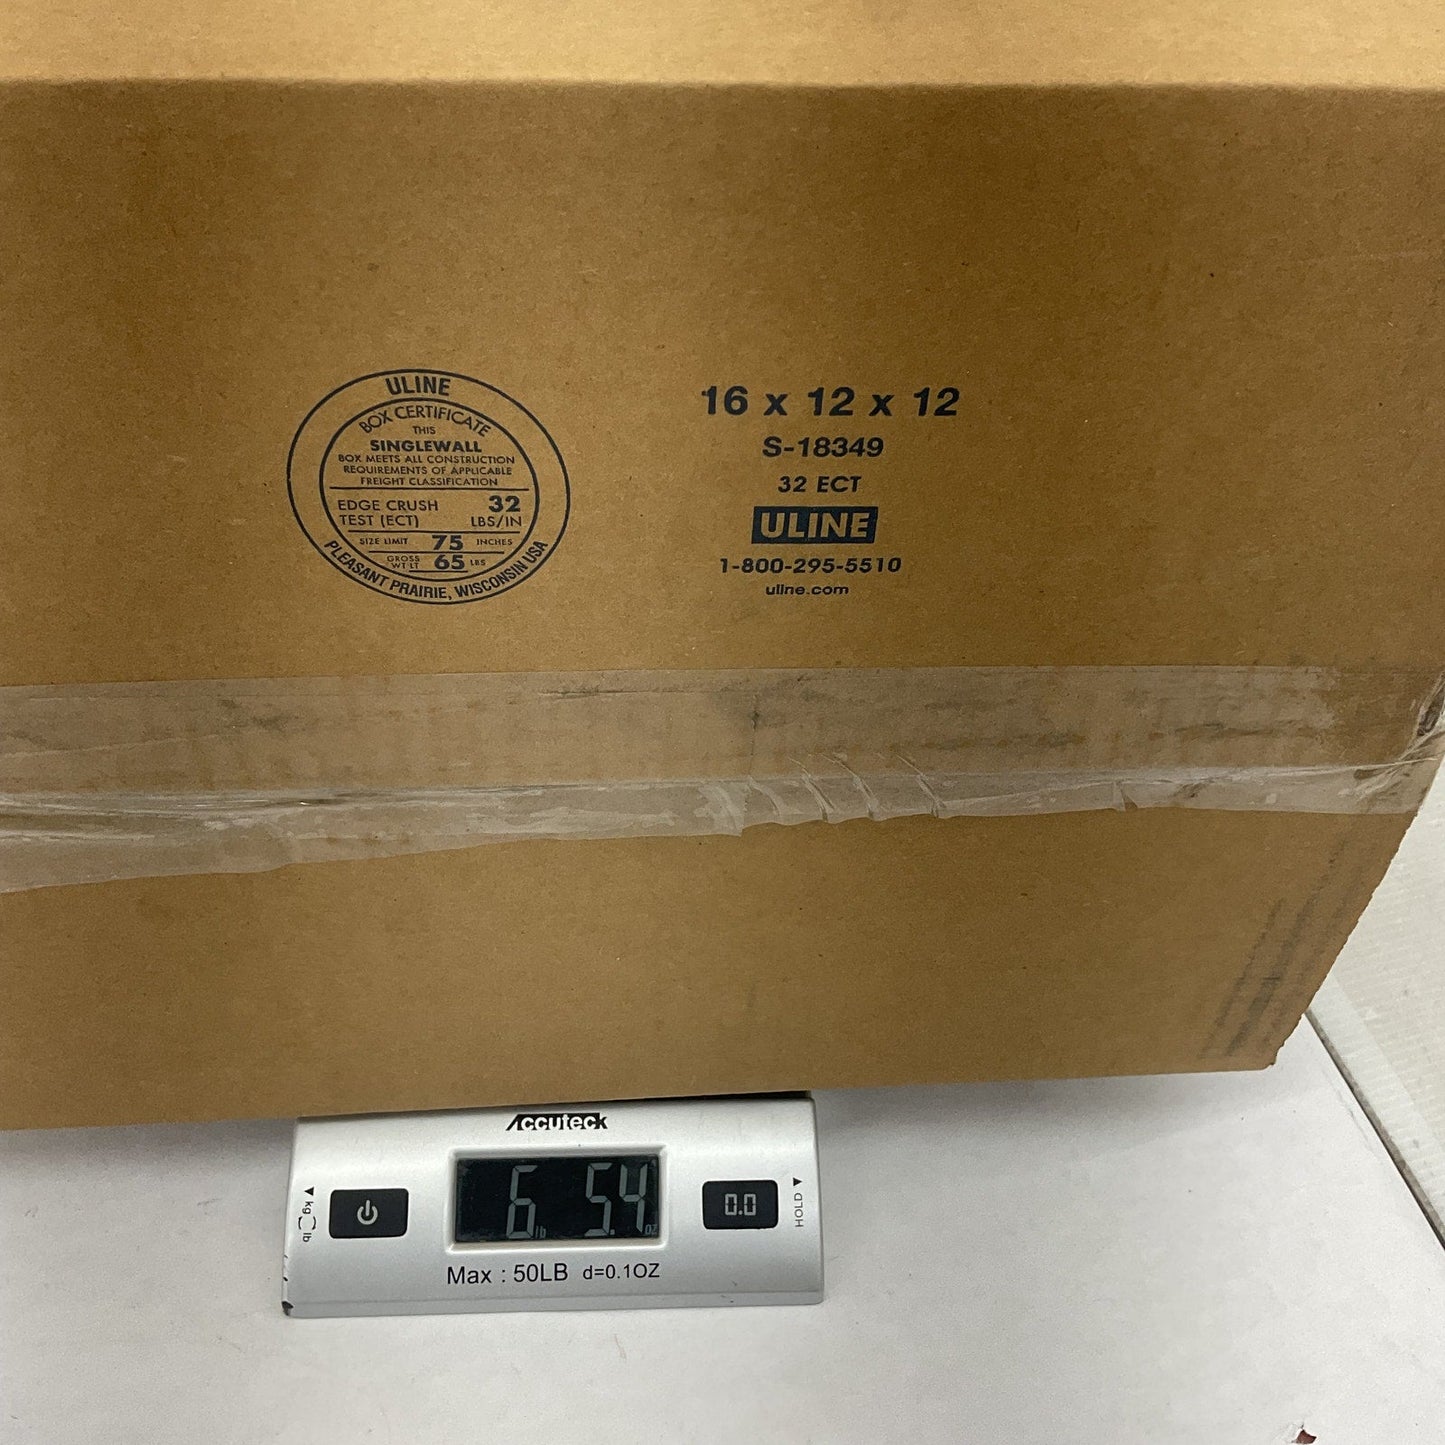 ULINE
BOX CERTIFICATE
THIS
SINGLEWALL
BOX MEETS ALL CONSTRUCTION
REQUIREMENTS OF APPLICABLE
FREIGHT CLASSIFICATION
EDGE CRUSH TEST (ECT) 32 LBS/IN
SIZE LIMIT 75 INCHES
GROSS WT LT 65 LBS
PLEASANT PRAIRIE, WISCONSIN USA
16 x 12 x 12
S-18349
32 ECT
ULINE
1-800-295-5510
uline.com
Accuteck
kg lb
6 lb 5.4 oz
0.0
HOLD
Max : 50LB d=0.1OZ